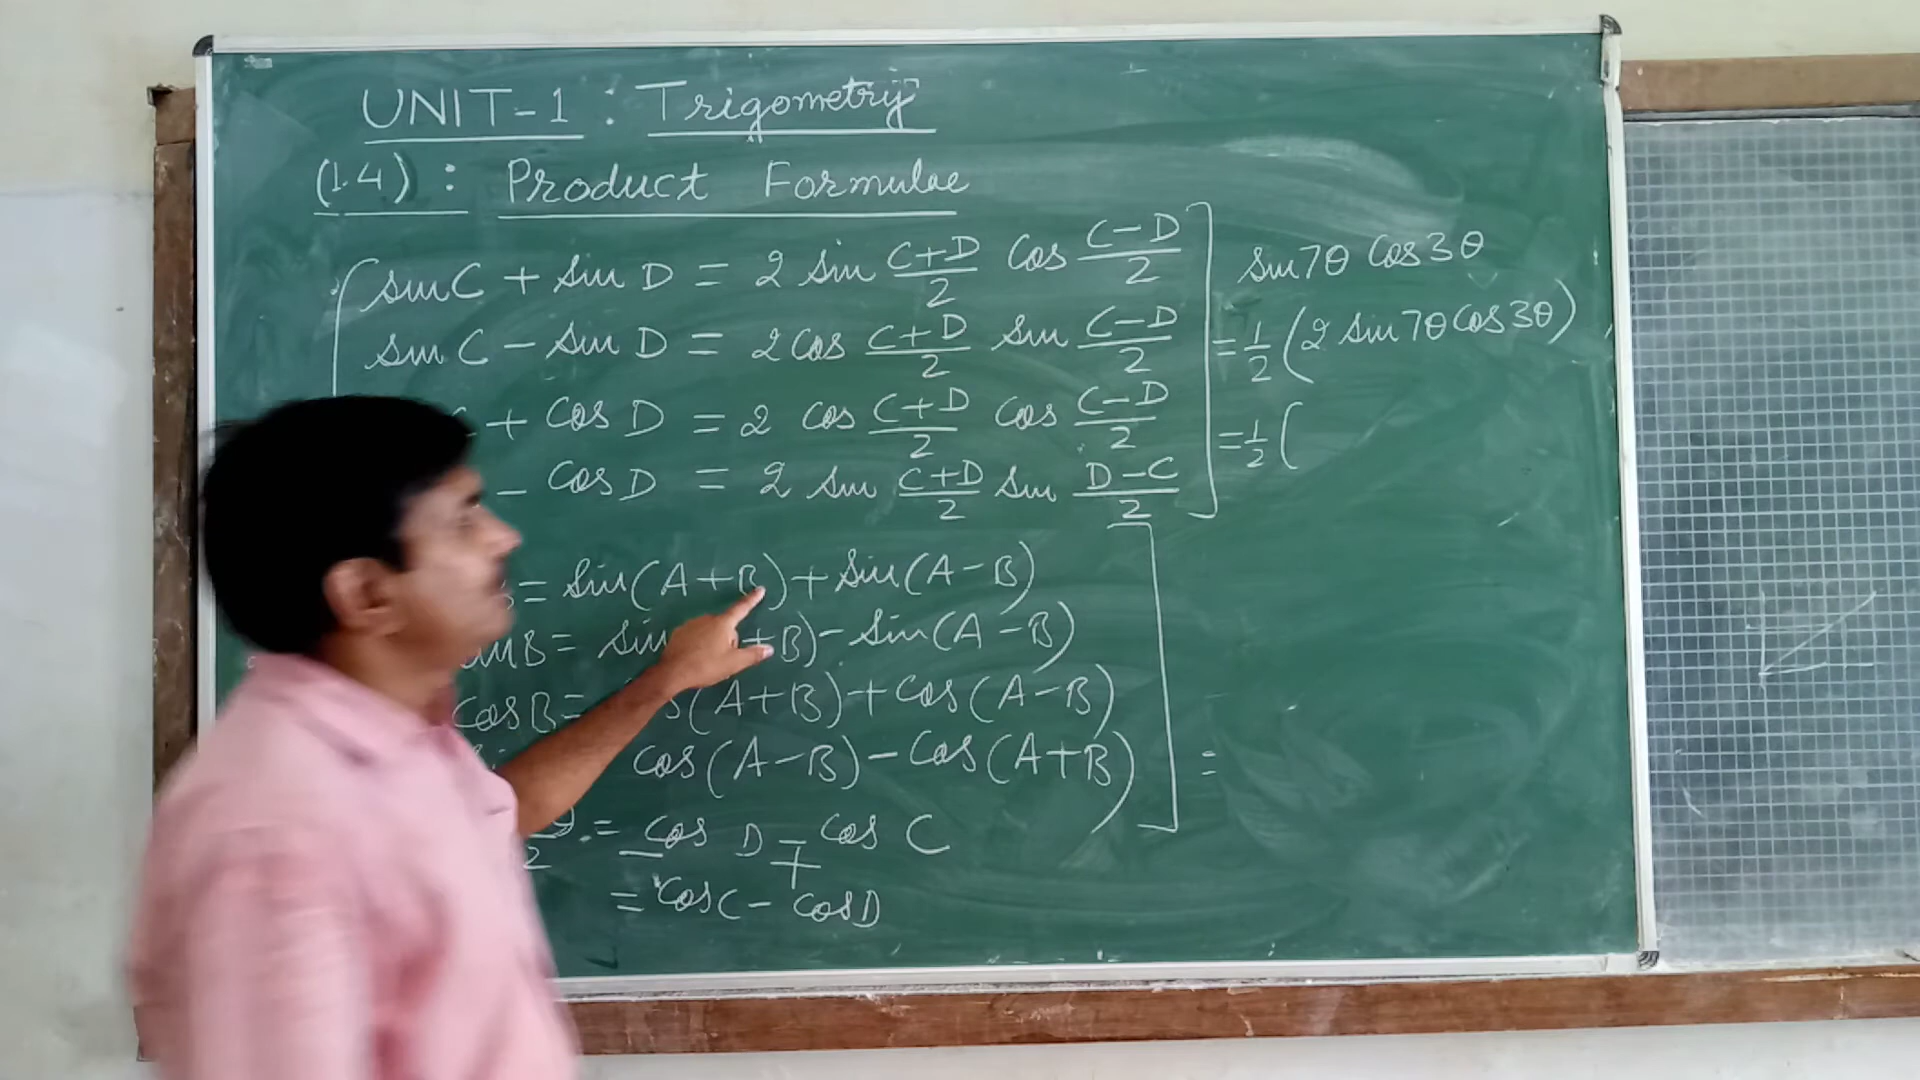 UNIT-1 : Trigometry
(1.4) : Product Formulae
sin C + sin D = 2 sin (C+D)/2 cos (C-D)/2
sin C - sin D = 2 cos (C+D)/2 sin (C-D)/2
+ cos D = 2 cos (C+D)/2 cos (C-D)/2
- cos D = 2 sin (C+D)/2 sin (D-C)/2
= sin(A+B) + sin(A-B)
B = sin +B) - sin(A-B)
cos B = (A+B) + cos(A-B)
cos(A-B) - cos(A+B)
2 = cos D - cos C
+
= cos C - cos D
sin 7θ cos 3θ
= 1/2 (2 sin 7θ cos 3θ)
= 1/2 (
=